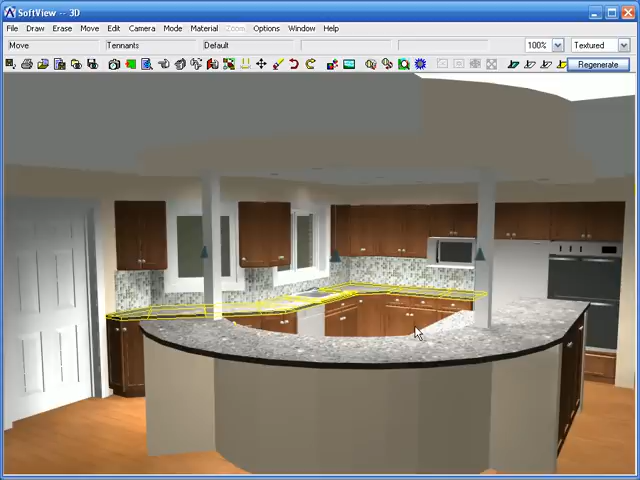 SoftView -- 3D
File Draw Erase Move Edit Camera Mode Material Zoom Options Window Help
Move Tennants Default 100% Textured
Regenerate